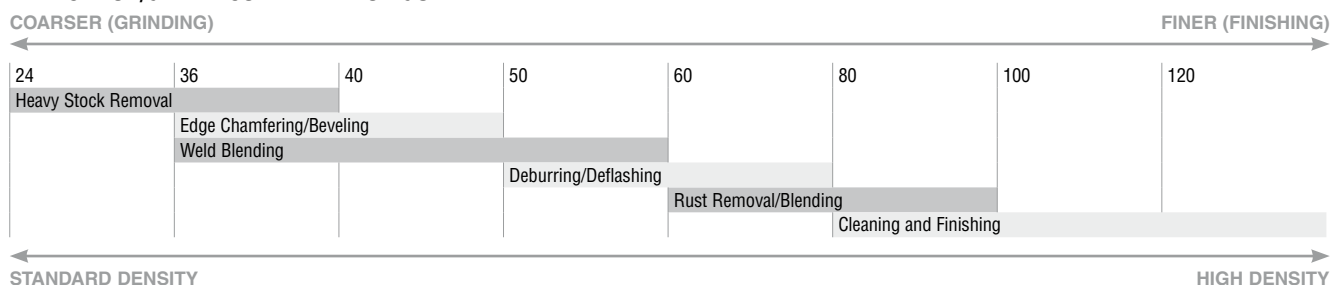 COARSER (GRINDING) FINER (FINISHING)
24 36 40 50 60 80 100 120
Heavy Stock Removal
Edge Chamfering/Beveling
Weld Blending
Deburring/Deflashing
Rust Removal/Blending
Cleaning and Finishing
STANDARD DENSITY HIGH DENSITY